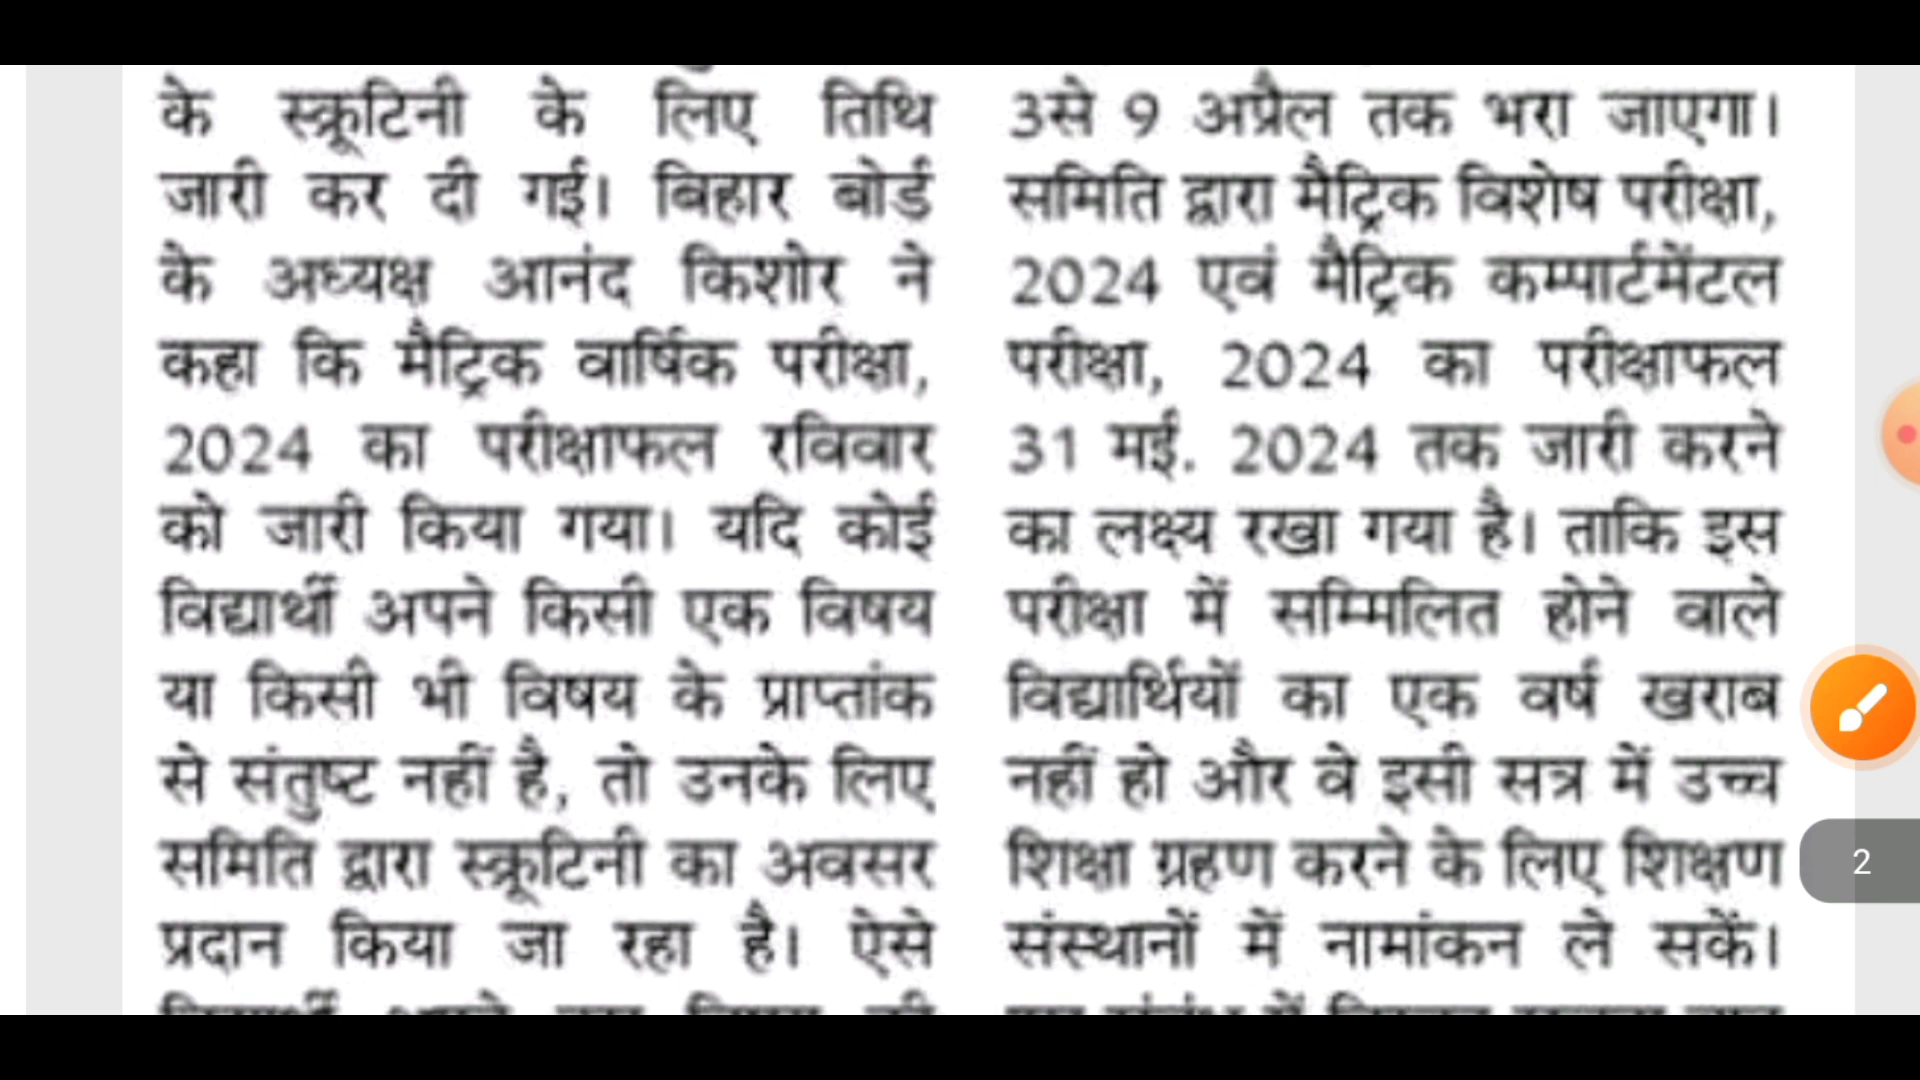 के स्क्रूटिनी के लिए तिथि
जारी कर दी गई। बिहार बोर्ड
के अध्यक्ष आनंद किशोर ने
कहा कि मैट्रिक वार्षिक परीक्षा,
2024 का परीक्षाफल रविवार
को जारी किया गया। यदि कोई
विद्यार्थी अपने किसी एक विषय
या किसी भी विषय के प्राप्तांक
से संतुष्ट नहीं है, तो उनके लिए
समिति द्वारा स्क्रूटिनी का अवसर
प्रदान किया जा रहा है। ऐसे
3से 9 अप्रैल तक भरा जाएगा।
समिति द्वारा मैट्रिक विशेष परीक्षा,
2024 एवं मैट्रिक कम्पार्टमेंटल
परीक्षा, 2024 का परीक्षाफल
31 मई. 2024 तक जारी करने
का लक्ष्य रखा गया है। ताकि इस
परीक्षा में सम्मिलित होने वाले
विद्यार्थियों का एक वर्ष खराब
नहीं हो और वे इसी सत्र में उच्च
शिक्षा ग्रहण करने के लिए शिक्षण
संस्थानों में नामांकन ले सकें।
2